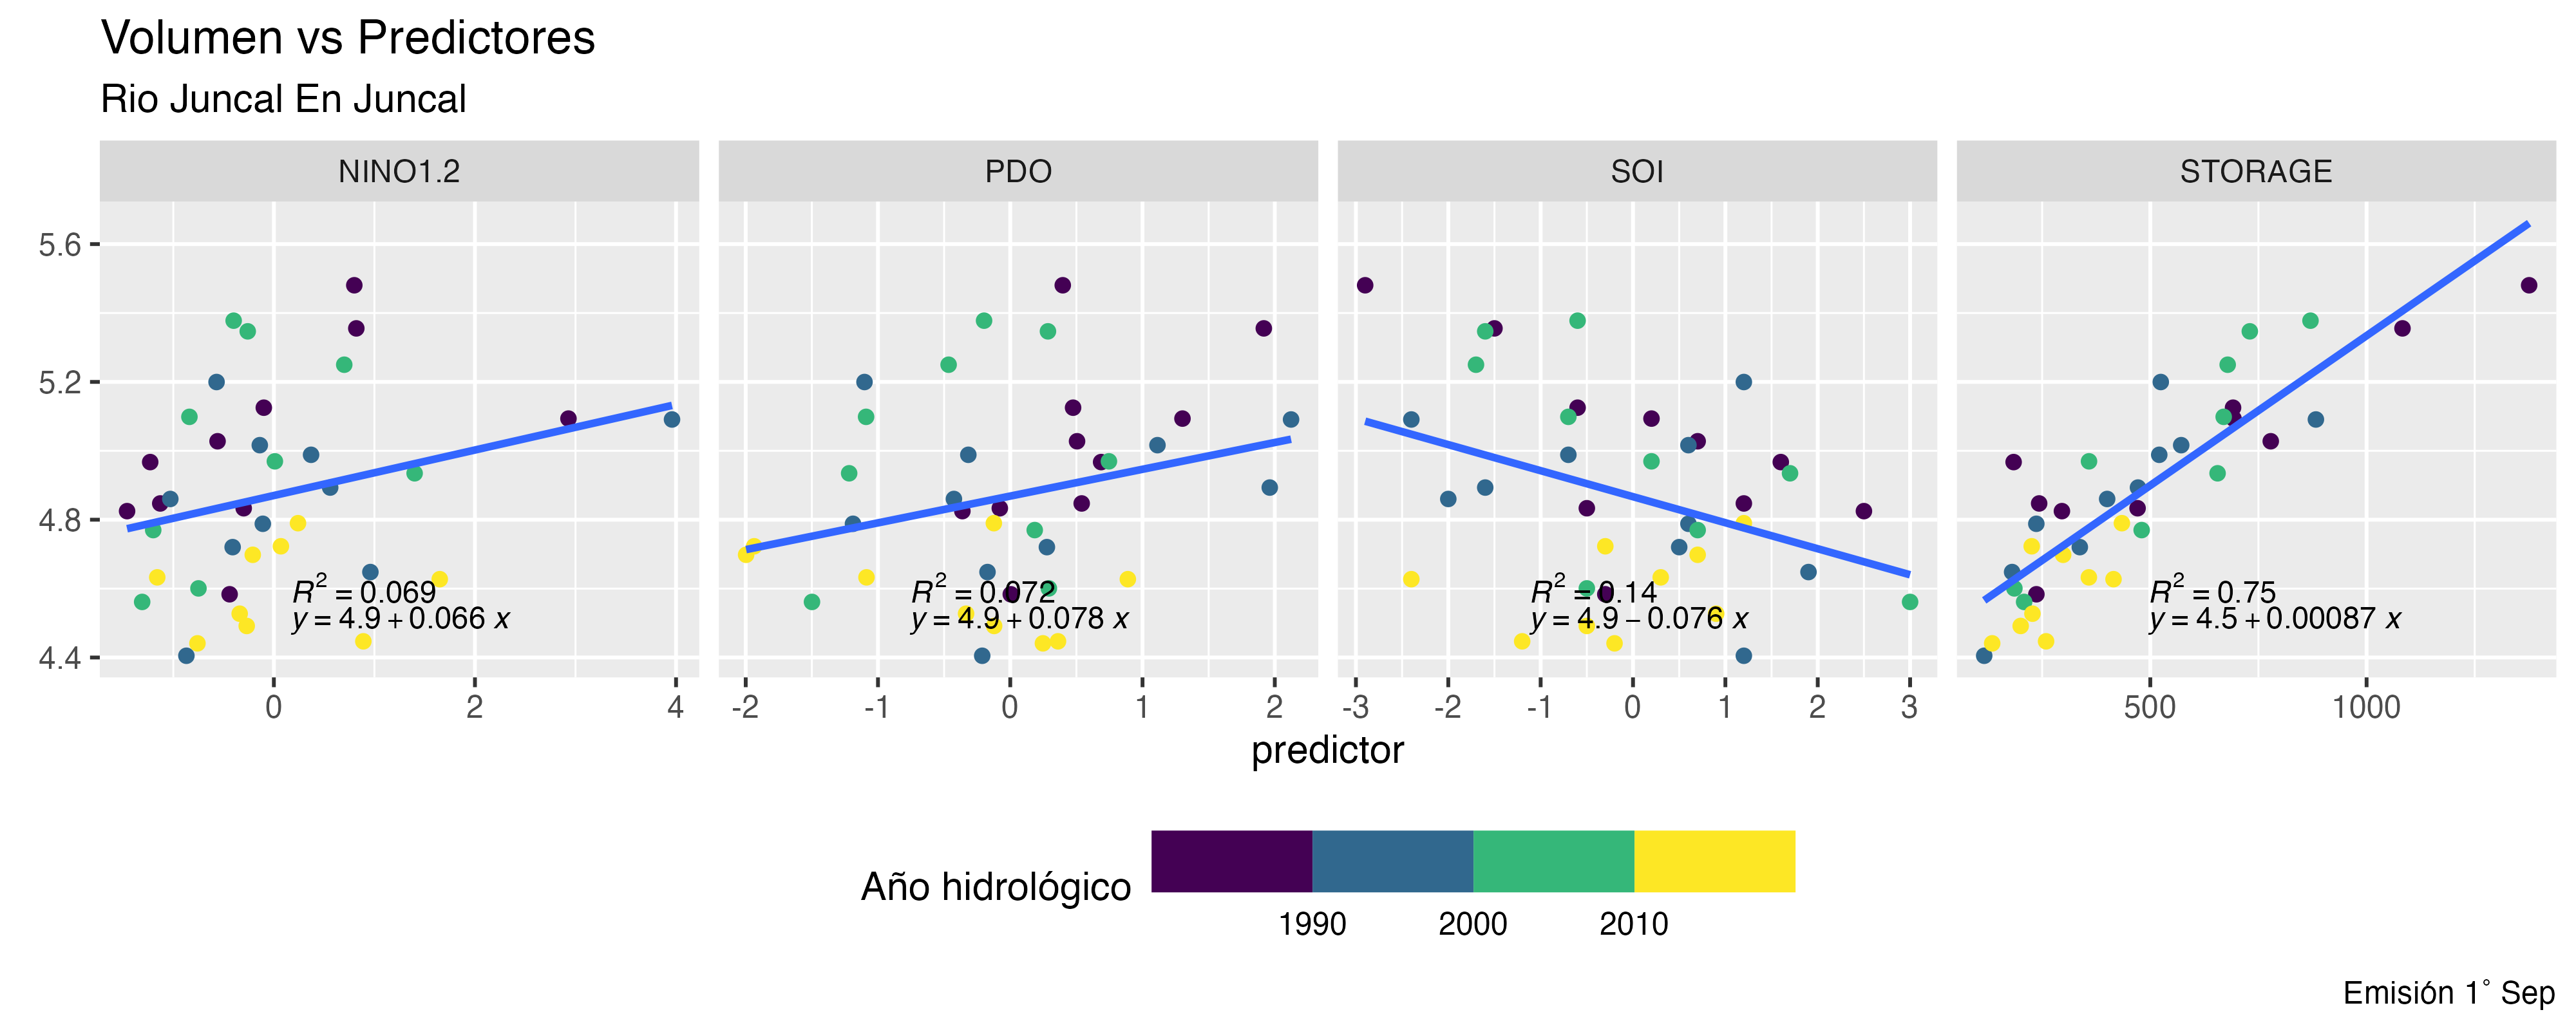 Volumen vs Predictores
Rio Juncal En Juncal
NINO1.2 PDO SOI STORAGE
5.6
5.2
4.8
4.4
R² = 0.069 R² = 0.072 R² = 0.14 R² = 0.75
y = 4.9 + 0.066 x y = 4.9 + 0.078 x y = 4.9 − 0.076 x y = 4.5 + 0.00087 x
0 2 4 -2 -1 0 1 2 -3 -2 -1 0 1 2 3 500 1000
predictor
Año hidrológico
1990 2000 2010
Emisión 1° Sep